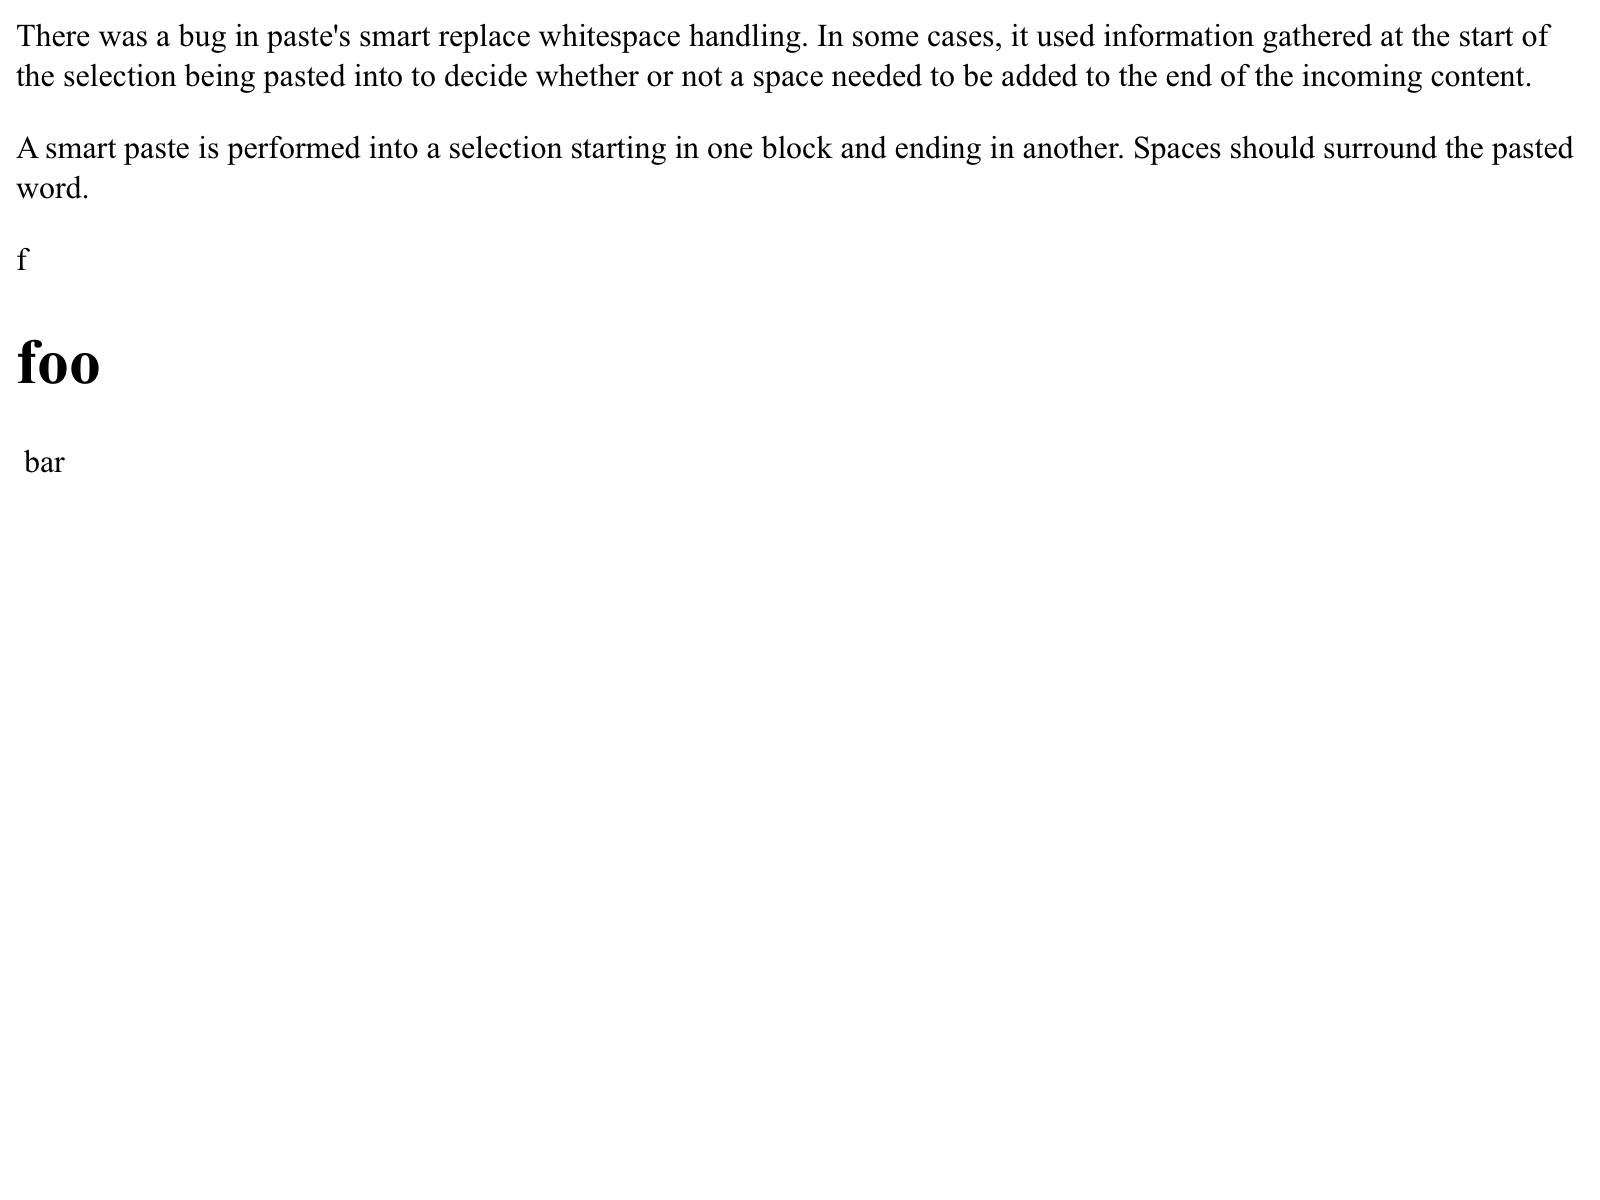 There was a bug in paste's smart replace whitespace handling. In some cases, it used information gathered at the start of
the selection being pasted into to decide whether or not a space needed to be added to the end of the incoming content.
A smart paste is performed into a selection starting in one block and ending in another. Spaces should surround the pasted
word.
f
foo
bar